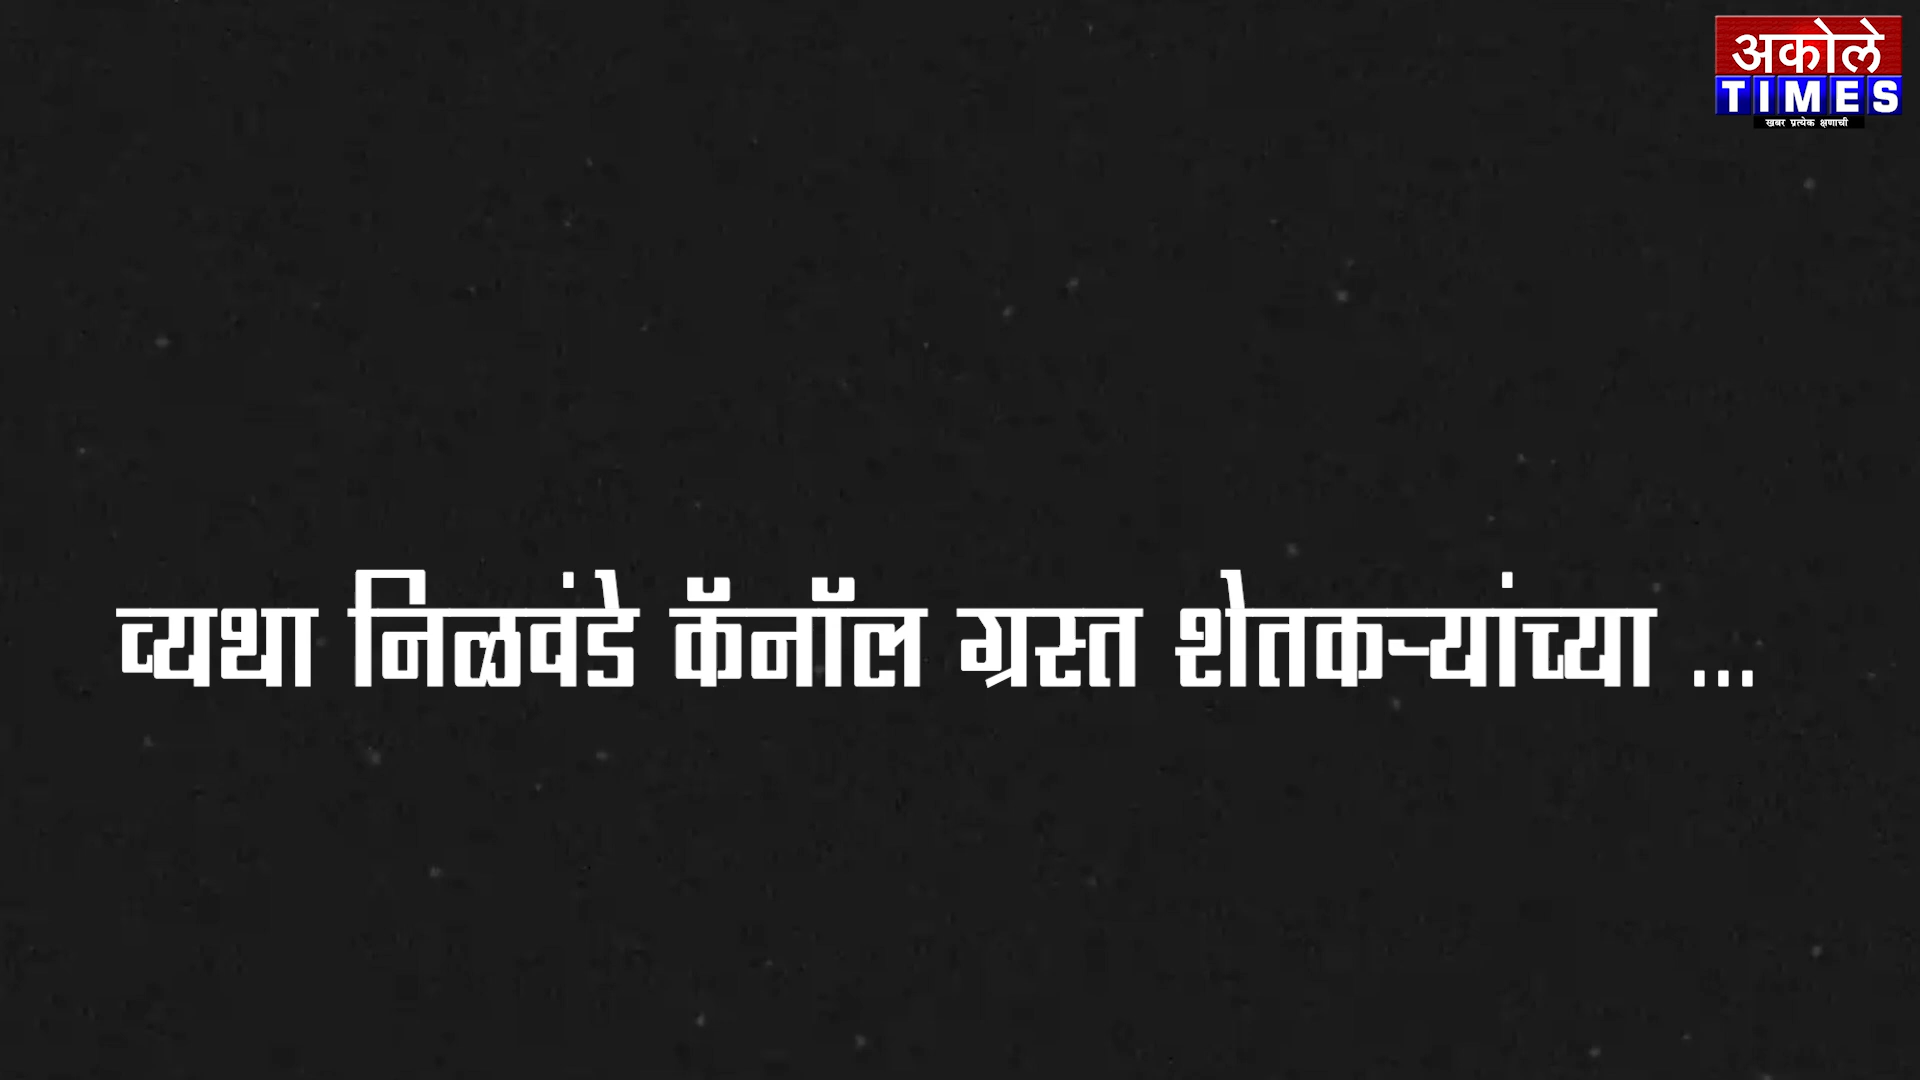 अकोले
TIMES
खबर प्रत्येक क्षणाची
व्यथा निळवंडे कॅनॉल ग्रस्त शेतकऱ्यांच्या ...